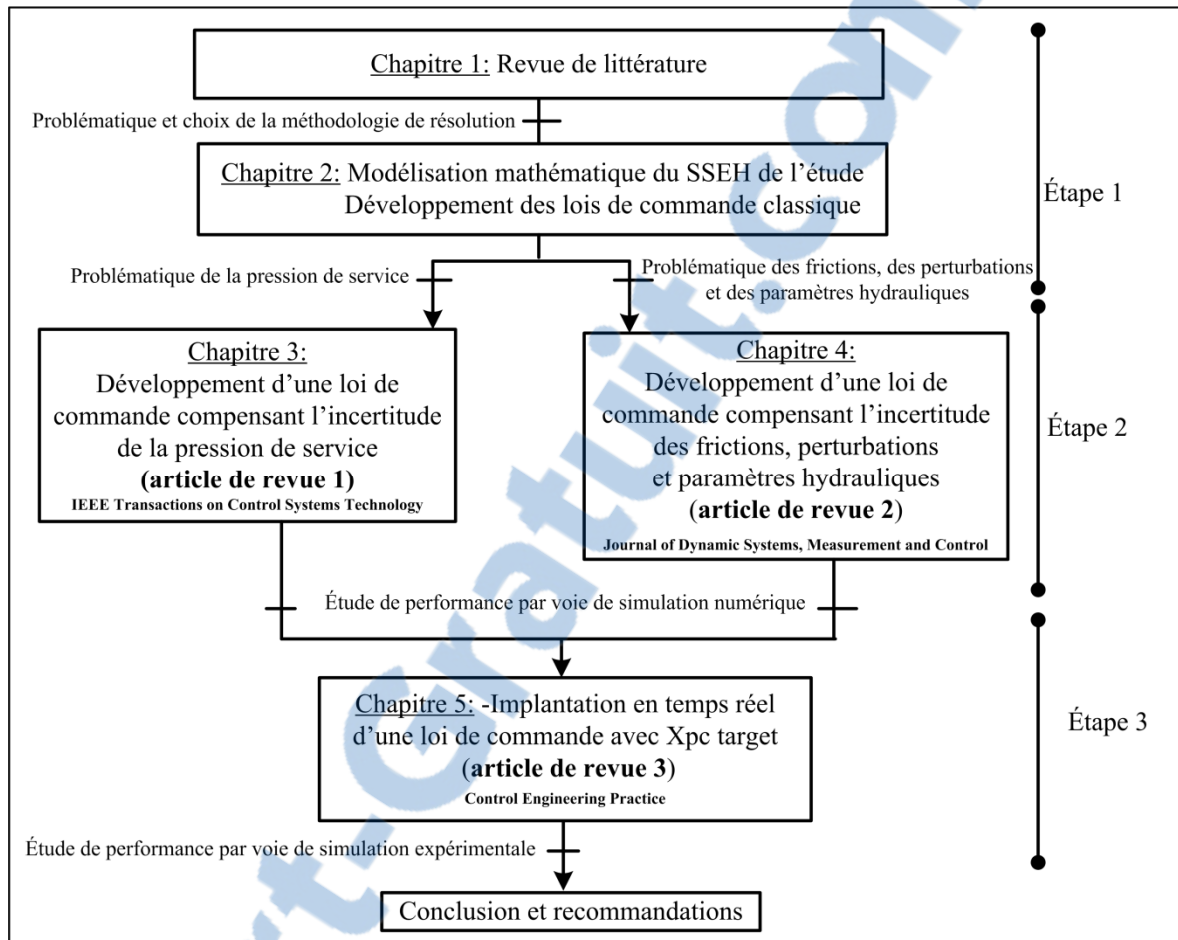 Chapitre 1: Revue de littérature
Problématique et choix de la méthodologie de résolution
Chapitre 2: Modélisation mathématique du SSEH de l'étude
Développement des lois de commande classique
Étape 1
Problématique de la pression de service
Problématique des frictions, des perturbations
et des paramètres hydrauliques
Chapitre 3:
Développement d'une loi de
commande compensant l'incertitude
de la pression de service
(article de revue 1)
IEEE Transactions on Control Systems Technology
Chapitre 4:
Développement d'une loi de
commande compensant l'incertitude
des frictions, perturbations
et paramètres hydrauliques
(article de revue 2)
Journal of Dynamic Systems, Measurement and Control
Étape 2
Étude de performance par voie de simulation numérique
Chapitre 5: -Implantation en temps réel
d'une loi de commande avec Xpc target
(article de revue 3)
Control Engineering Practice
Étape 3
Étude de performance par voie de simulation expérimentale
Conclusion et recommandations
rt-Gratuit.com